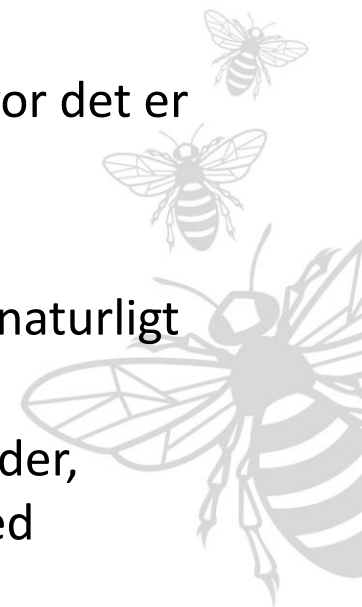 or det er
naturligt
der,
ed